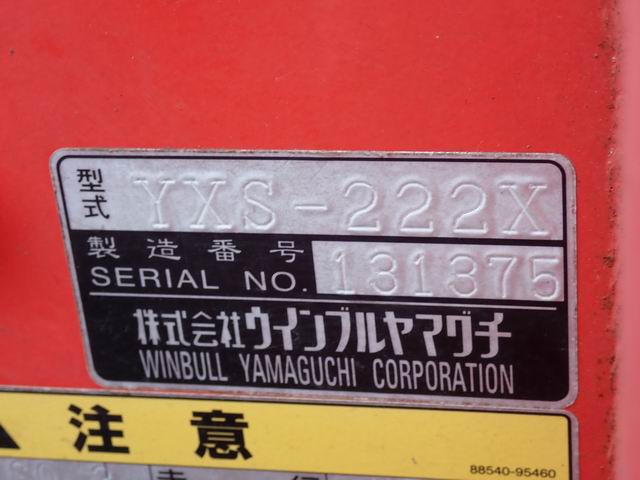 型式 YXS-222X
製造番号
SERIAL NO. 131375
株式会社ウインブルヤマグチ
WINBULL YAMAGUCHI CORPORATION
注意
88540-95460